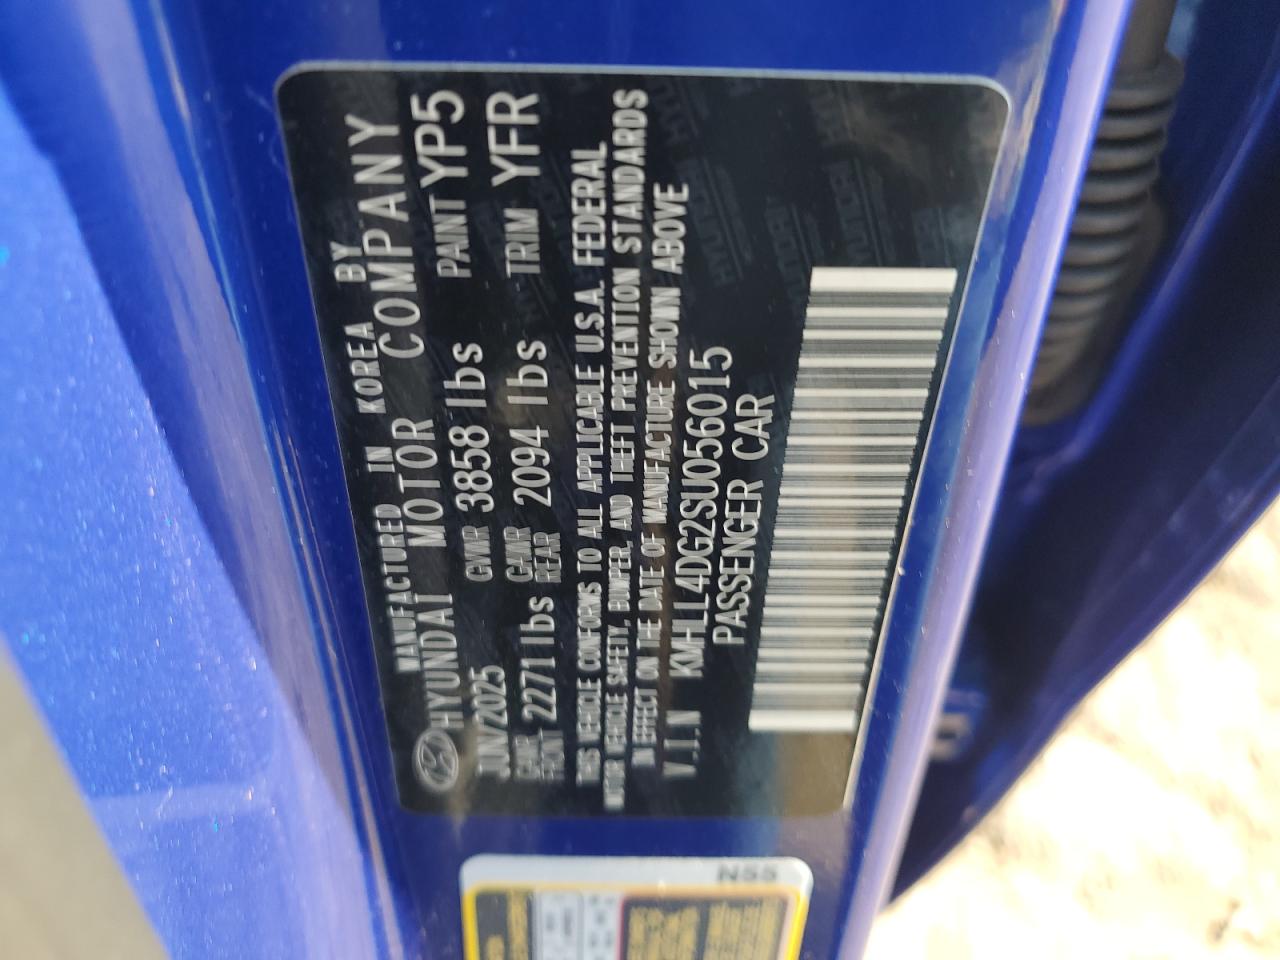 MANUFACTURED IN KOREA BY
HYUNDAI MOTOR COMPANY
JUN/2025 GVWR 3858 lbs PAINT YP5
GAWR FRONT 2271 lbs GAWR REAR 2094 lbs TRIM YFR
THIS VEHICLE CONFORMS TO ALL APPLICABLE U.S.A. FEDERAL
MOTOR VEHICLE SAFETY, BUMPER, AND THEFT PREVENTION STANDARDS
IN EFFECT ON THE DATE OF MANUFACTURE SHOWN ABOVE
V.I.N KMHLL4DG2SU056015
PASSENGER CAR
N55